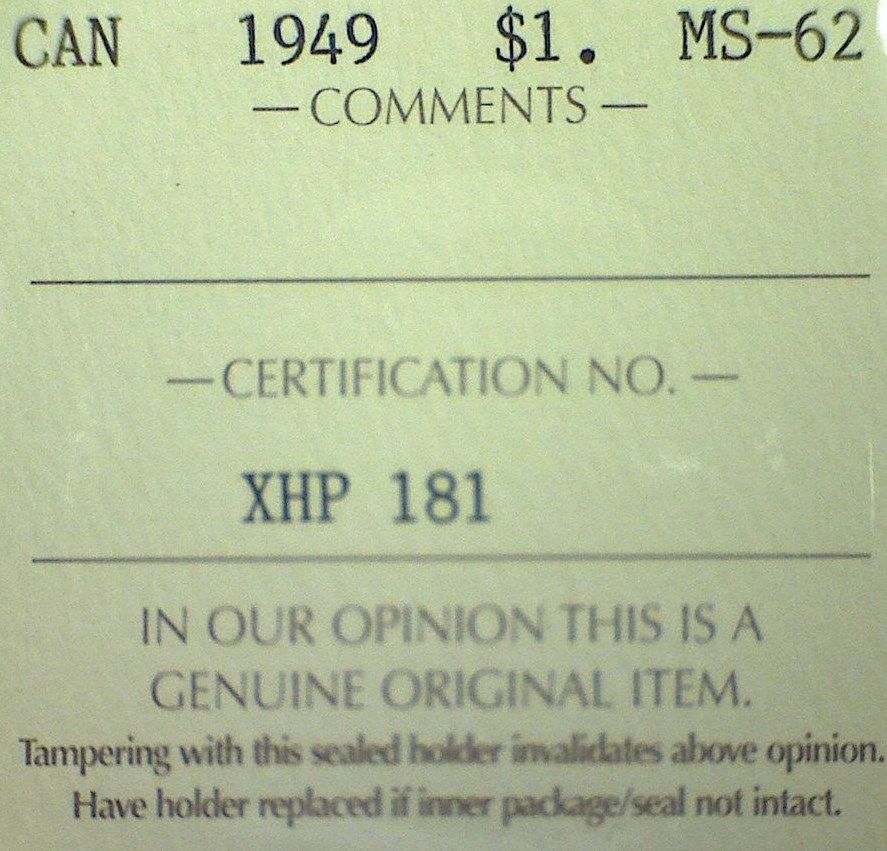 CAN 1949 $1. MS-62
— COMMENTS —
— CERTIFICATION NO. —
XHP 181
IN OUR OPINION THIS IS A
GENUINE ORIGINAL ITEM.
Tampering with this sealed holder invalidates above opinion.
Have holder replaced if inner package/seal not intact.